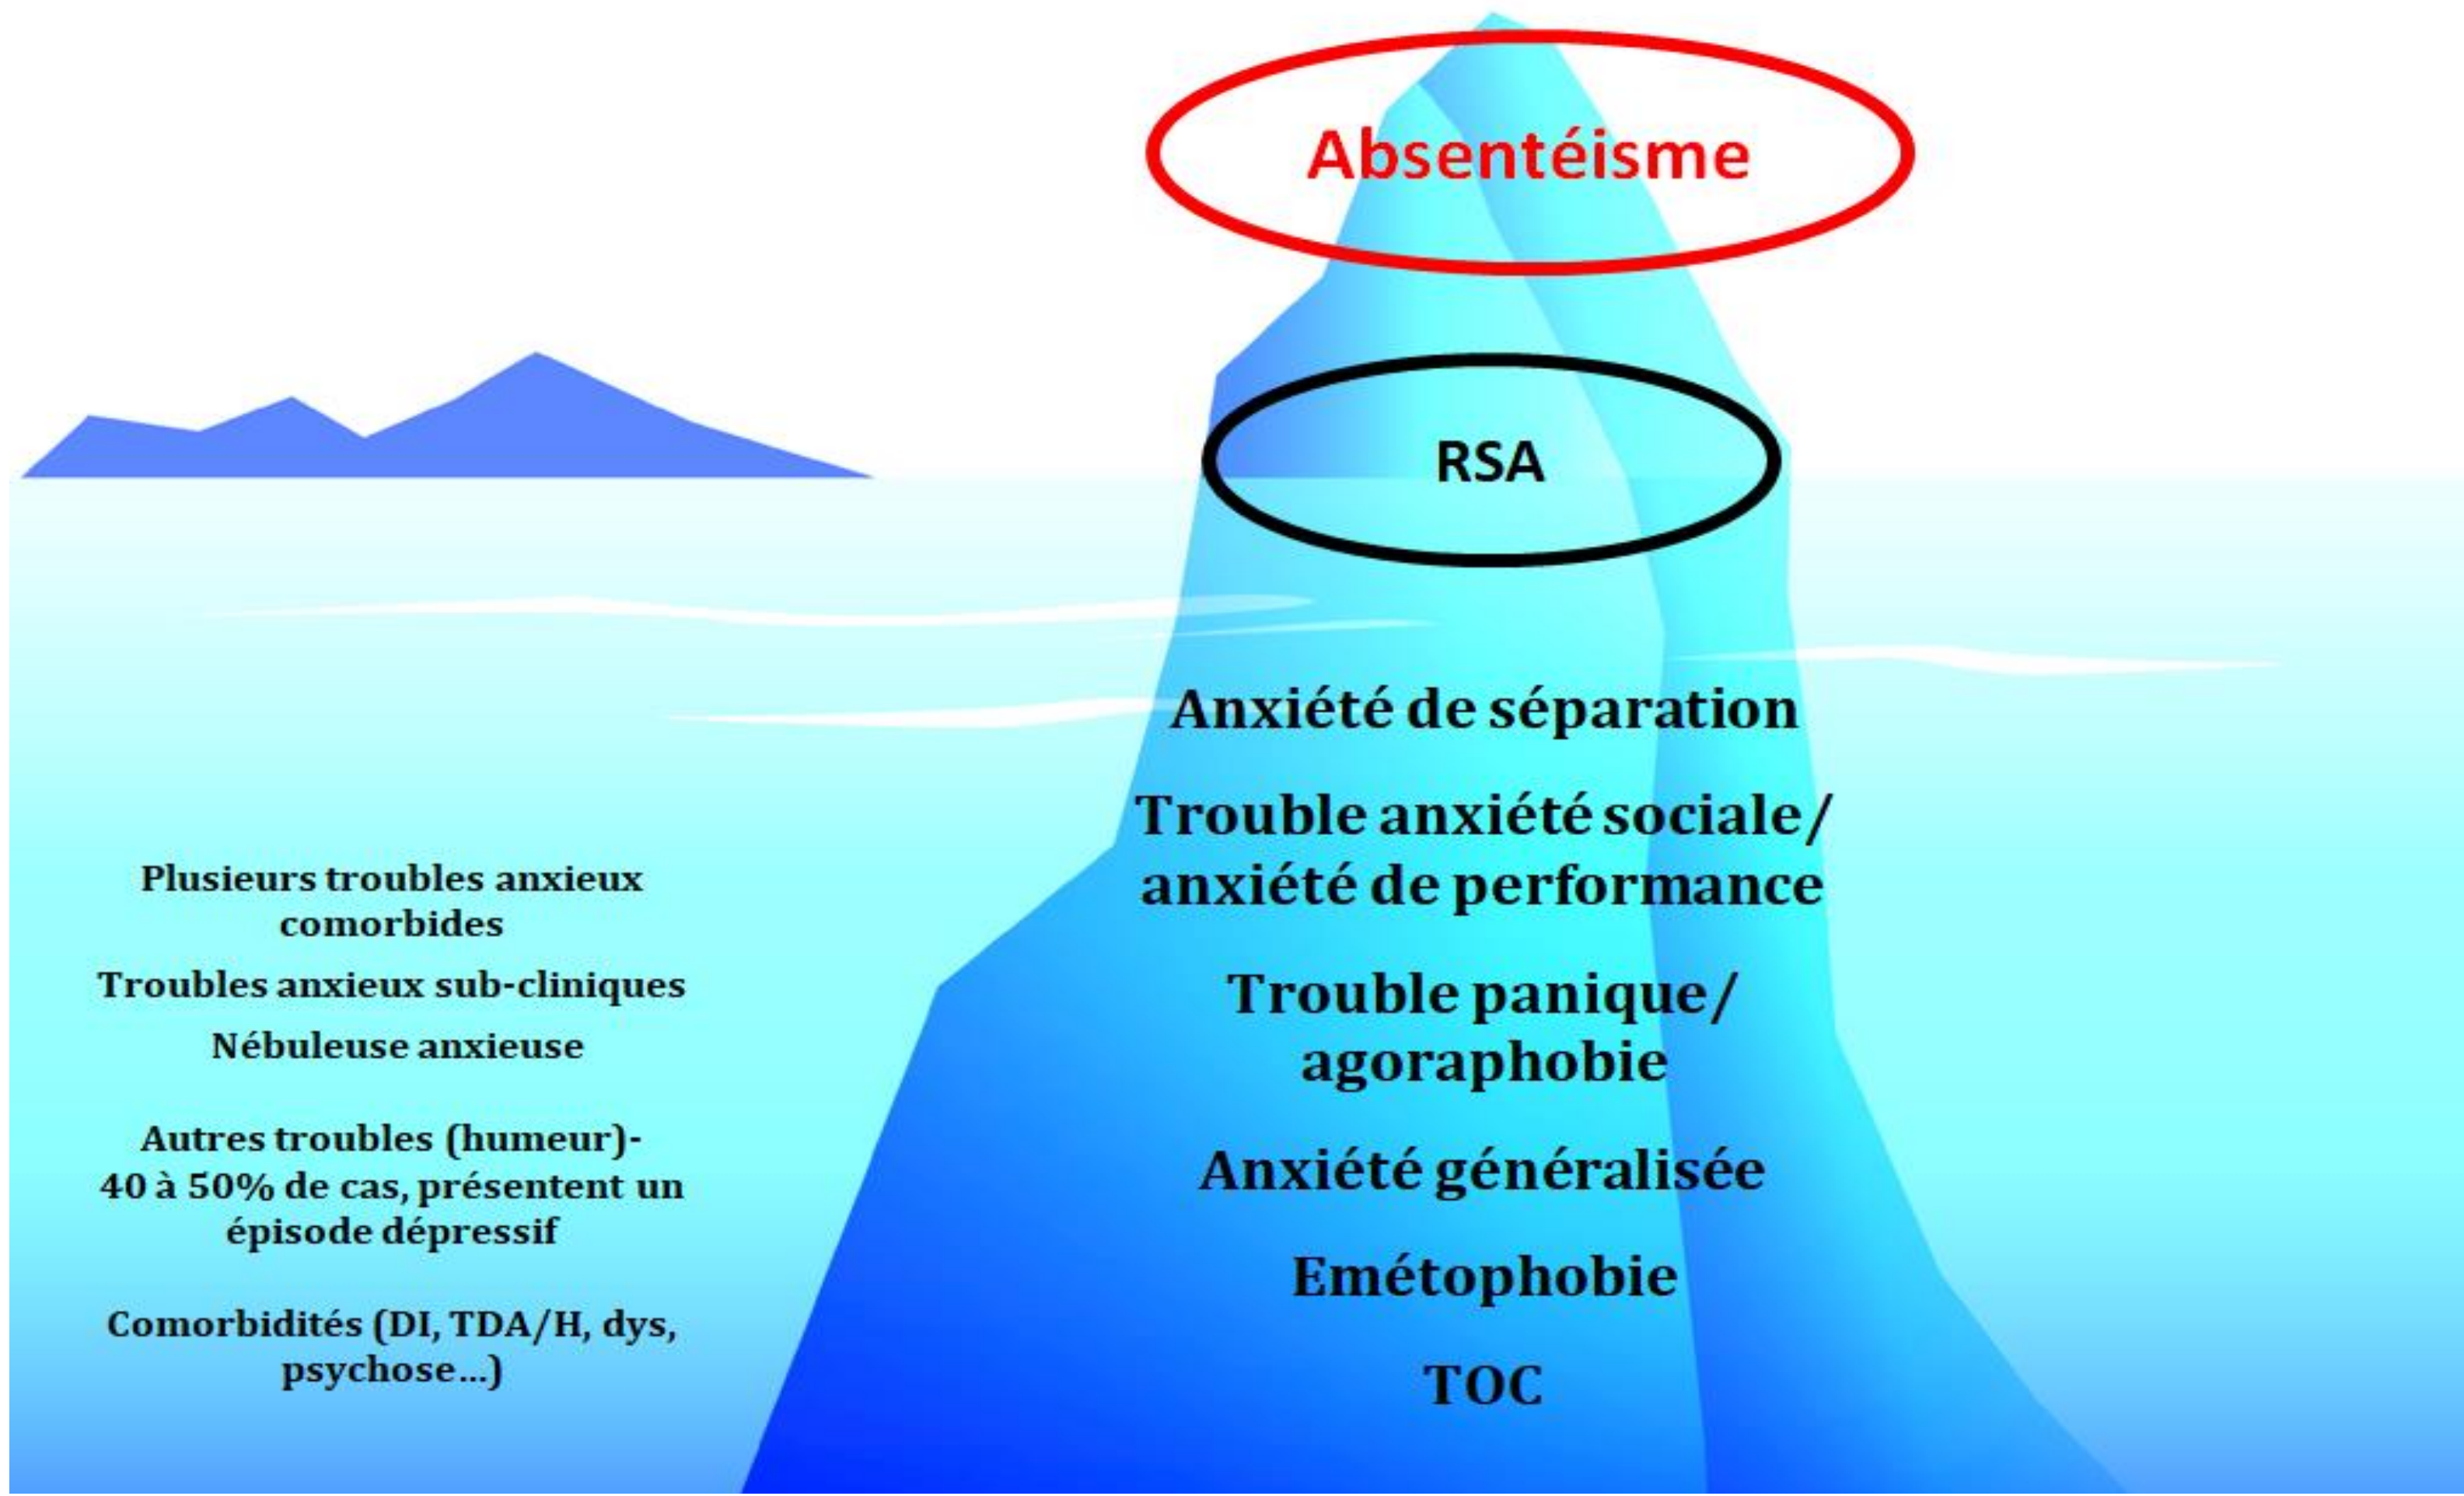 Absentéisme
RSA
Anxiété de séparation
Trouble anxiété sociale/
anxiété de performance
Trouble panique/
agoraphobie
Anxiété généralisée
Emétophobie
TOC
Plusieurs troubles anxieux
comorbides
Troubles anxieux sub-cliniques
Nébuleuse anxieuse
Autres troubles (humeur)-
40 à 50% de cas, présentent un
épisode dépressif
Comorbidités (DI, TDA/H, dys,
psychose...)